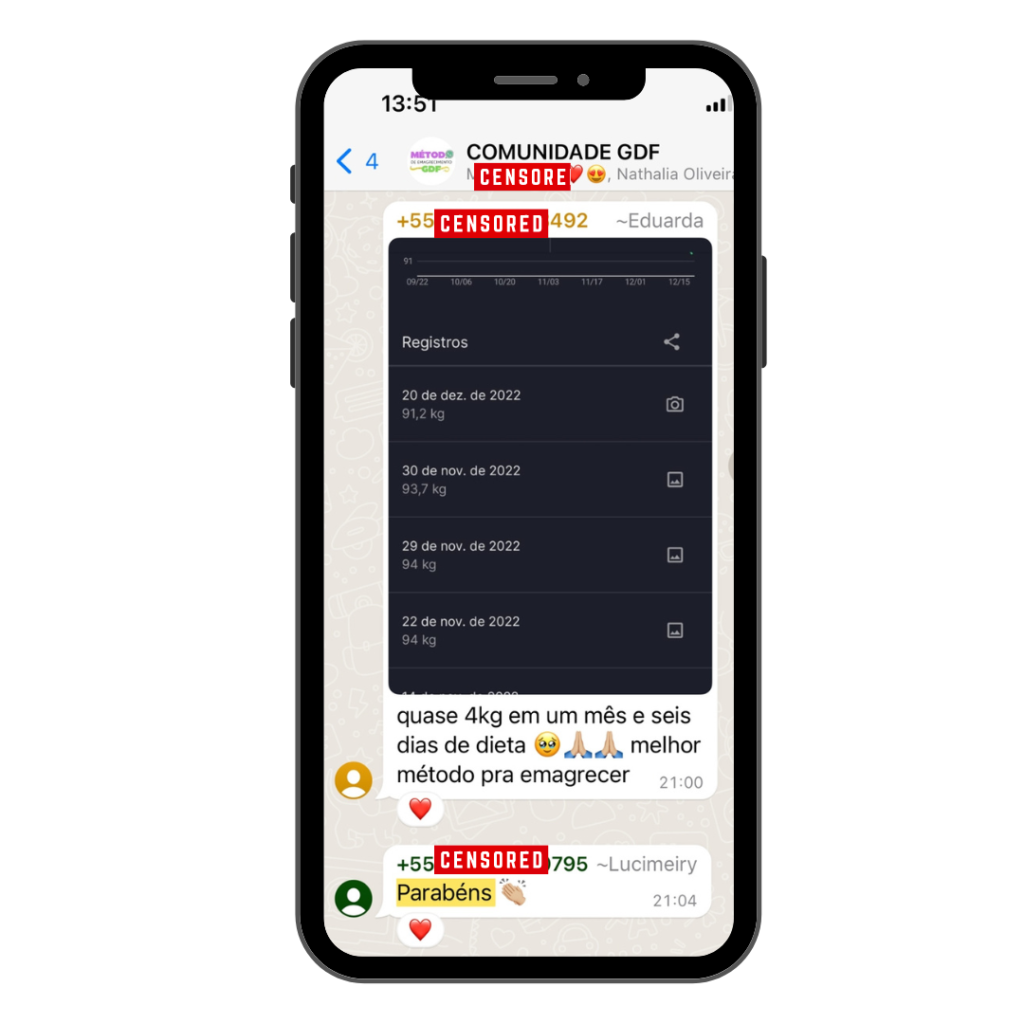 13:51
4
MÉTODO
DE EMAGRECIMENTO
GDF
COMUNIDADE GDF
CENSORE
, Nathalia Oliveira
+55 CENSORED 492 ~Eduarda
91
09/22 10/06 10/20 11/03 11/17 12/01 12/15
Registros
20 de dez. de 2022
91,2 kg
30 de nov. de 2022
93,7 kg
29 de nov. de 2022
94 kg
22 de nov. de 2022
94 kg
quase 4kg em um mês e seis
dias de dieta 🥹🙏🏼🙏🏼 melhor
método pra emagrecer 21:00
+55 CENSORED 0795 ~Lucimeiry
Parabéns 👏🏼
21:04